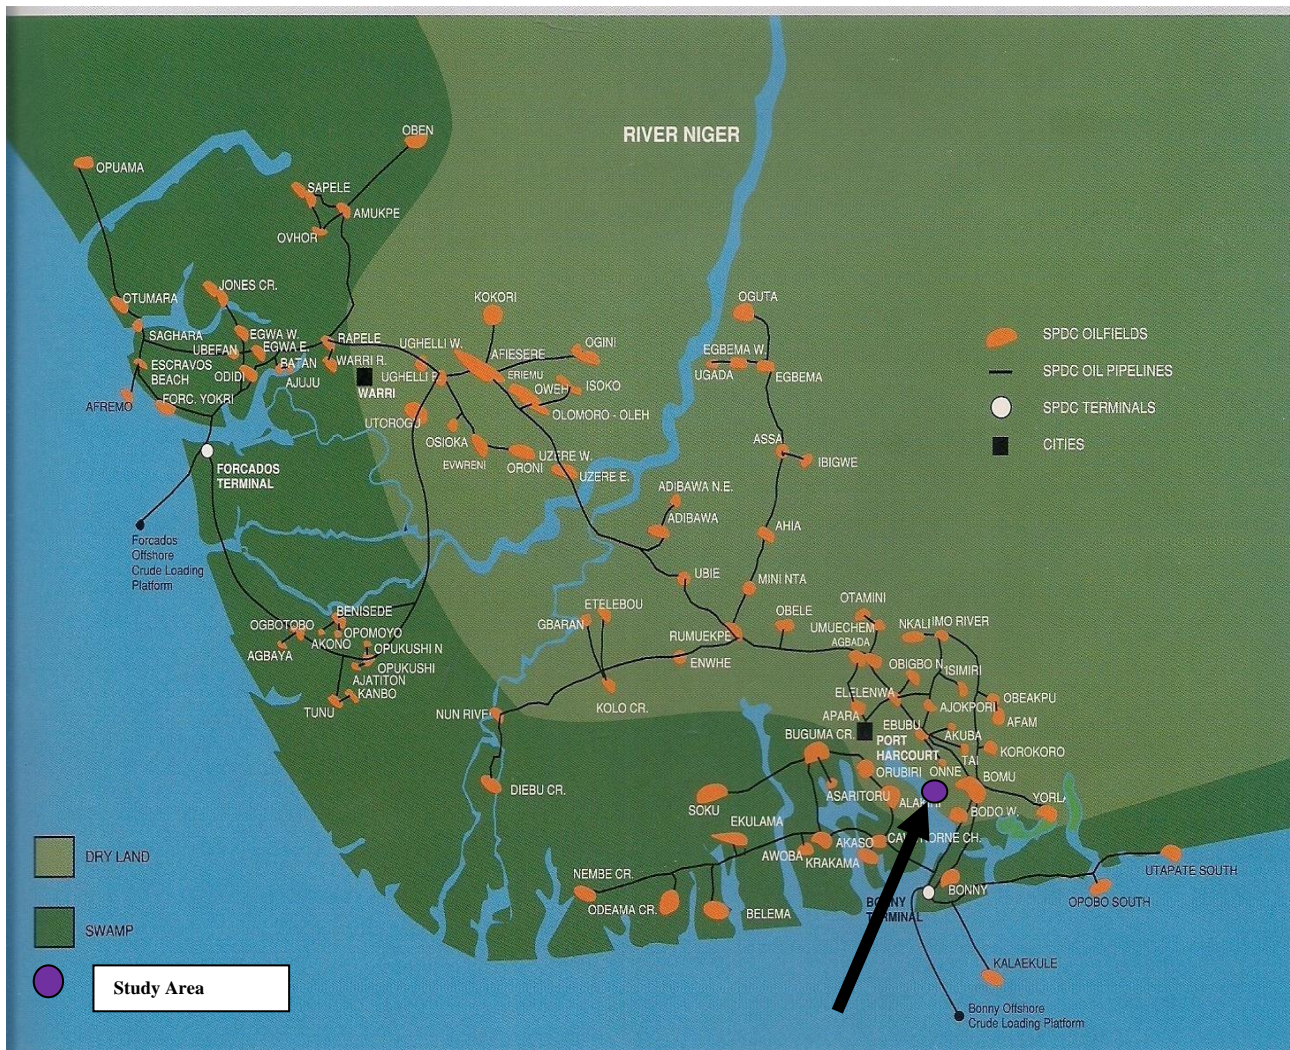 OBEN
RIVER NIGER
OPUAMA
SAPELE
AMUKPE
OVHOR
JONES CR.
OTUMARA
KOKORI
OGUTA
SAGHARA
EGWA W.
RAPELE
UGHELLI W.
OGINI
SPDC OILFIELDS
UBEFAN
EGWA E.
AFIESERE
EGBEMA W.
ESCRAVOS
BEACH
BATAN
WARRI R.
UGHELLI E.
ERIEMU
UGADA
EGBEMA
SPDC OIL PIPELINES
ODIDI
AJUJU
WARRI
OWEH
ISOKO
AFREMO
FORC. YOKRI
UTOROGU
OLOMORO - OLEH
SPDC TERMINALS
OSIOKA
ASSA
CITIES
EVWRENI
ORONI
UZERE W.
UZERE E.
IBIGWE
FORCADOS
TERMINAL
ADIBAWA N.E.
ADIBAWA
AHIA
Forcados
Offshore
Crude Loading
Platform
UBIE
MINI NTA
BENISEDE
ETELEBOU
OTAMINI
OGBOTOBO
OPOMOYO
GBARAN
OBELE
NKALI
IMO RIVER
AKONO
RUMUEKPE
UMUECHEM
AGBAYA
OPUKUSHI N
AGBADA
OPUKUSHI
ENWHE
OBIGBO N.
ISIMIRI
AJATITON
KANBO
ELELENWA
OBEAKPU
TUNU
NUN RIVE
KOLO CR.
APARA
AJOKPORI
AFAM
EBUBU
AKUBA
BUGUMA CR.
PORT
HARCOURT
TAI
KOROKORO
ORUBIRI
ONNE
BOMU
DIEBU CR.
SOKU
ASARITORU
ALAKIRI
BODO W.
YORLA
EKULAMA
AKASO
CAWTHORNE CH.
DRY LAND
AWOBA
KRAKAMA
NEMBE CR.
BONNY
UTAPATE SOUTH
ODEAMA CR.
BELEMA
BONNY
TERMINAL
OPOBO SOUTH
SWAMP
KALAEKULE
Study Area
Bonny Offshore
Crude Loading Platform